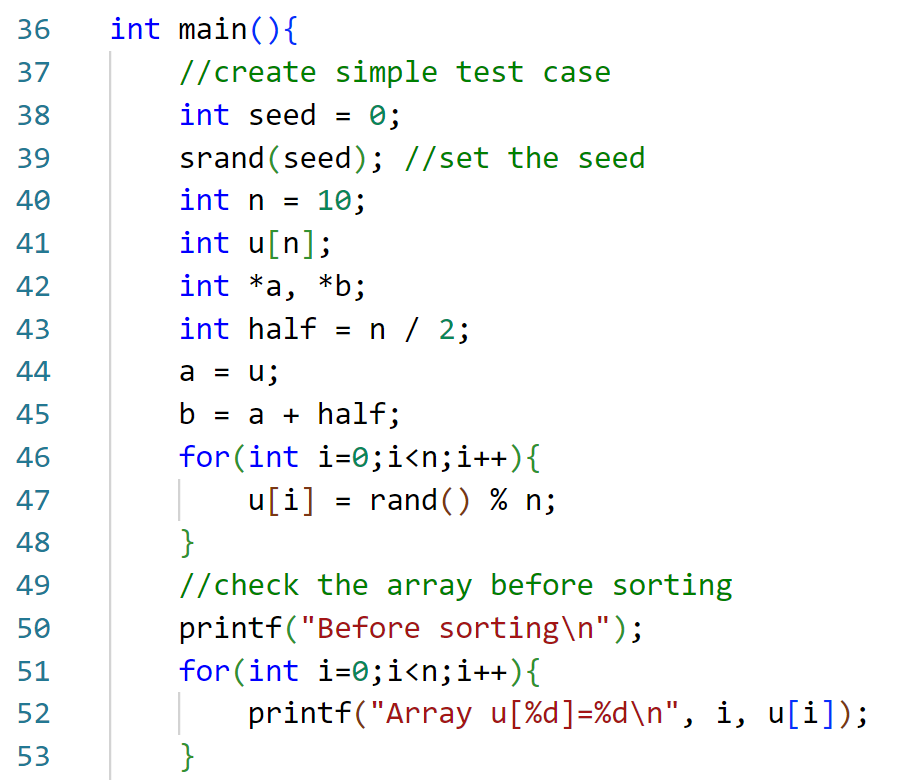 36 int main(){
37     //create simple test case
38     int seed = 0;
39     srand(seed); //set the seed
40     int n = 10;
41     int u[n];
42     int *a, *b;
43     int half = n / 2;
44     a = u;
45     b = a + half;
46     for(int i=0;i<n;i++){
47         u[i] = rand() % n;
48     }
49     //check the array before sorting
50     printf("Before sorting\n");
51     for(int i=0;i<n;i++){
52         printf("Array u[%d]=%d\n", i, u[i]);
53     }